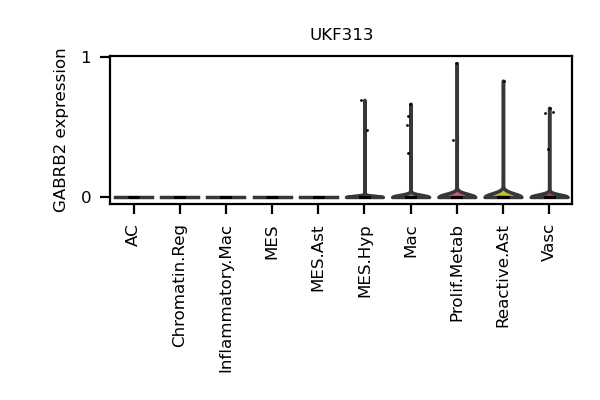 UKF313
GABRB2 expression
1
0
AC
Chromatin.Reg
Inflammatory.Mac
MES
MES.Ast
MES.Hyp
Mac
Prolif.Metab
Reactive.Ast
Vasc